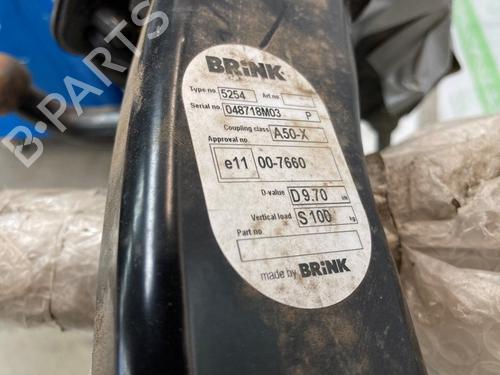 BRINK
Type no. 5254 Art no.
Serial no. 048718M03 P
Coupling class A50-X
Approval no.
e11 00-7660
D-value D 9.70 kN
Vertical load S 100 kg
Part no.
made by BRINK
B-PARTS